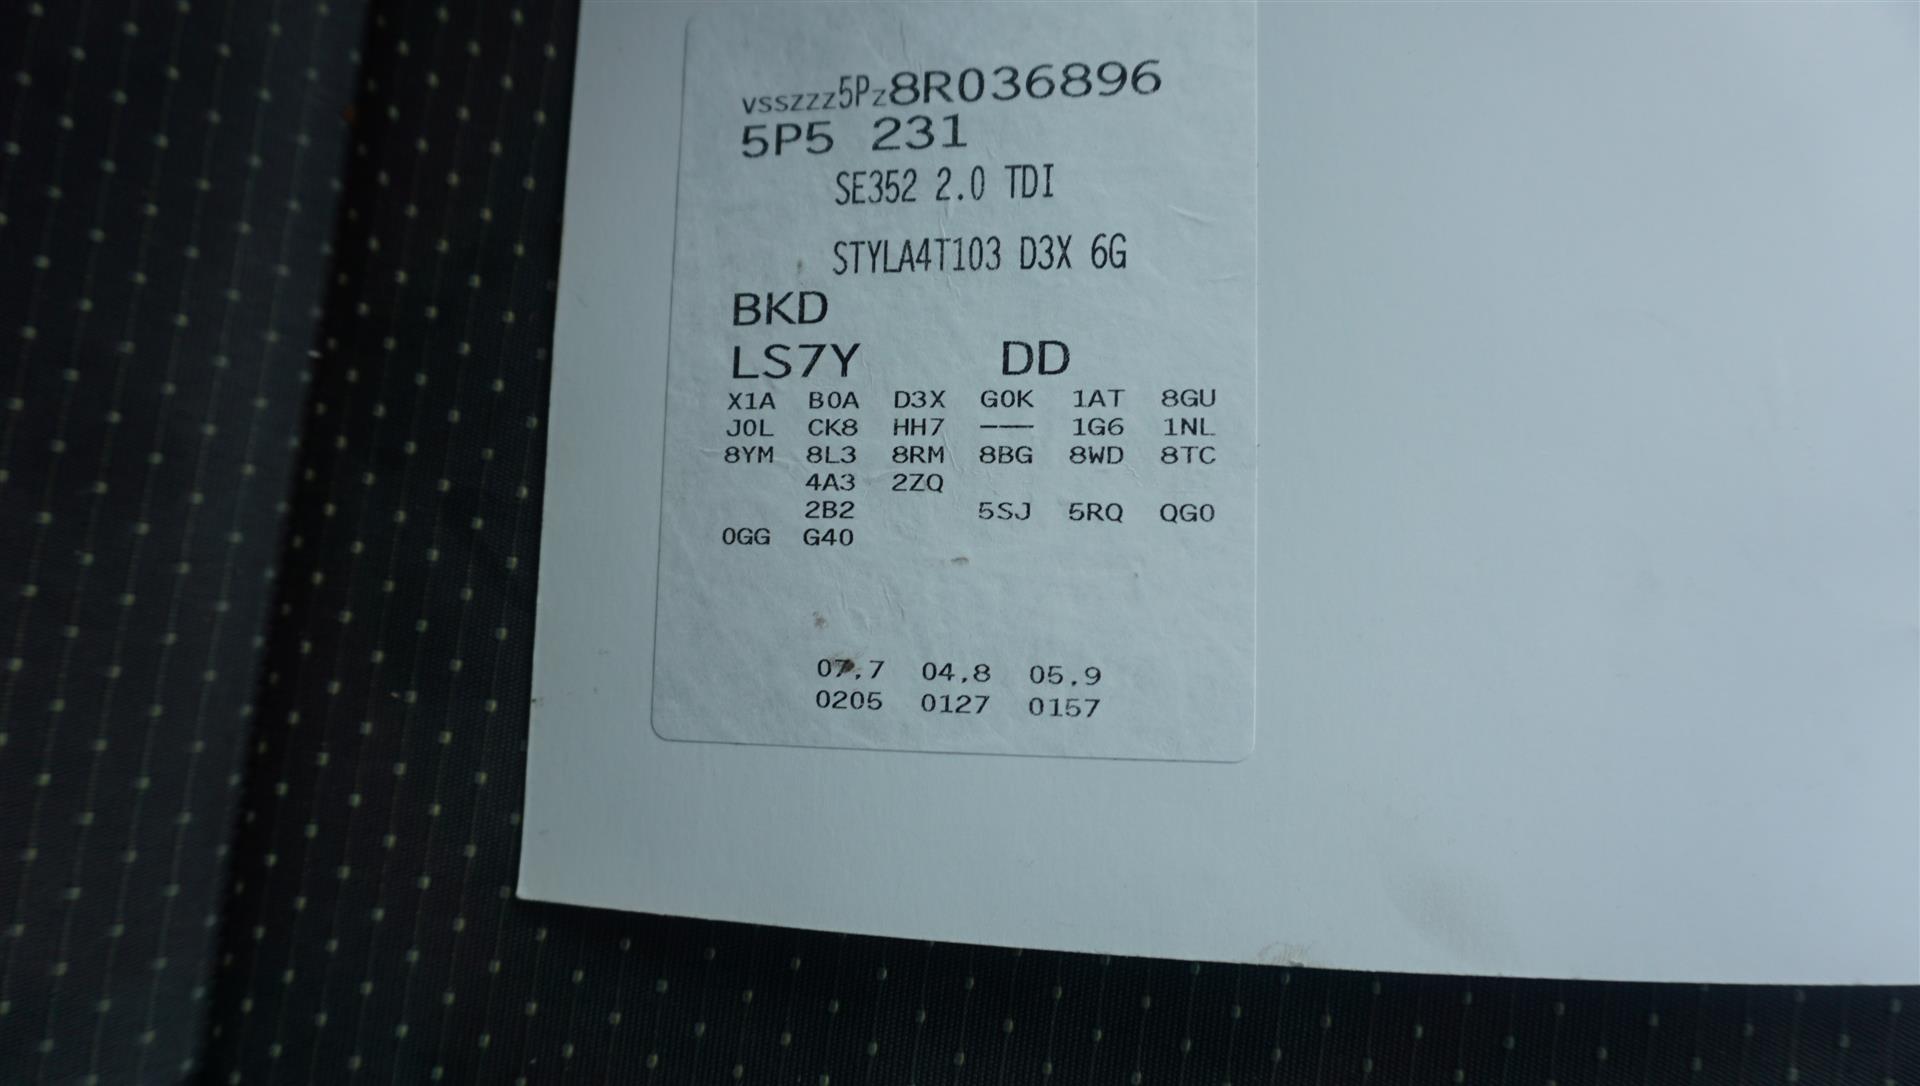 VSSZZZ5PZ8R036896
5P5 231
SE352 2.0 TDI
STYLA4T103 D3X 6G
BKD
LS7Y DD
X1A B0A D3X G0K 1AT 8GU
J0L CK8 HH7 --- 1G6 1NL
8YM 8L3 8RM 8BG 8WD 8TC
4A3 2ZQ
2B2 5SJ 5RQ QG0
0GG G40
07,7 04,8 05.9
0205 0127 0157